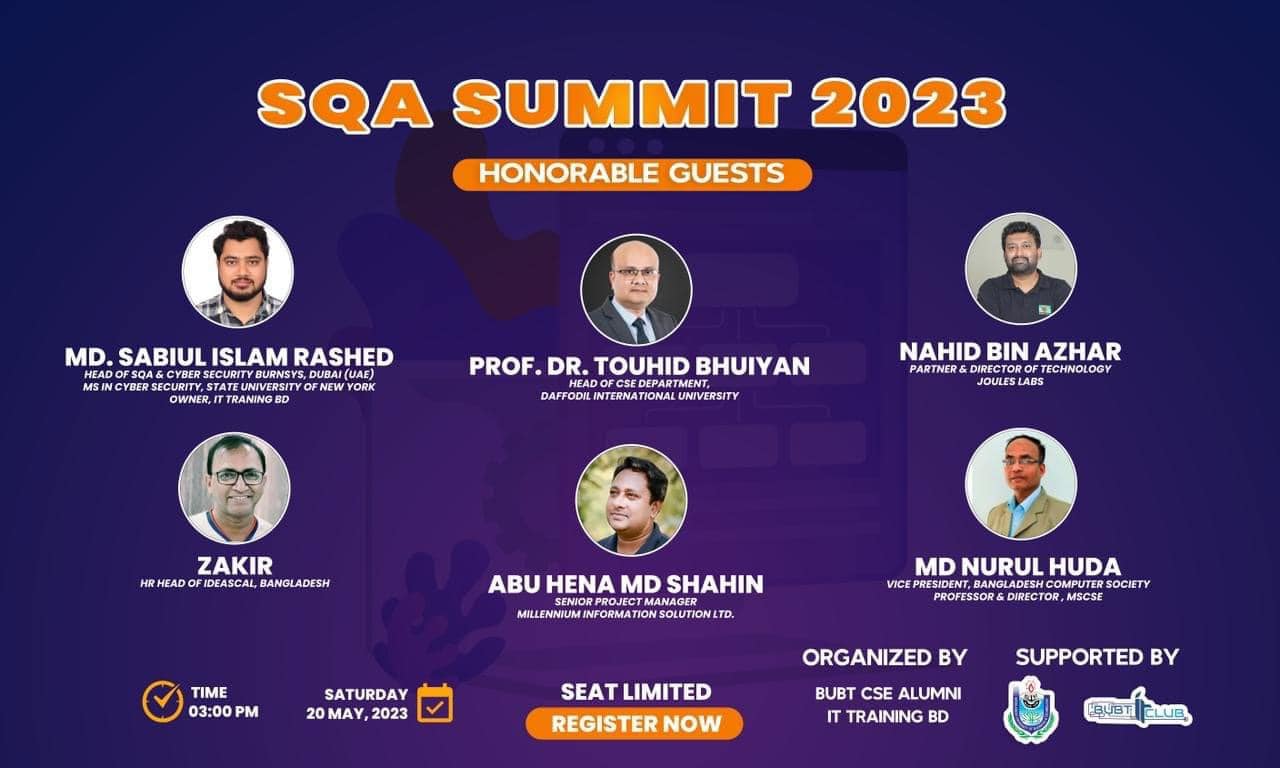 SQA SUMMIT 2023
HONORABLE GUESTS
MD. SABIUL ISLAM RASHED
HEAD OF SQA & CYBER SECURITY BURNSYS, DUBAI (UAE)
MS IN CYBER SECURITY, STATE UNIVERSITY OF NEW YORK
OWNER, IT TRANING BD
PROF. DR. TOUHID BHUIYAN
HEAD OF CSE DEPARTMENT,
DAFFODIL INTERNATIONAL UNIVERSITY
NAHID BIN AZHAR
PARTNER & DIRECTOR OF TECHNOLOGY
JOULES LABS
ZAKIR
HR HEAD OF IDEASCAL, BANGLADESH
ABU HENA MD SHAHIN
SENIOR PROJECT MANAGER
MILLENNIUM INFORMATION SOLUTION LTD.
MD NURUL HUDA
VICE PRESIDENT, BANGLADESH COMPUTER SOCIETY
PROFESSOR & DIRECTOR , MSCSE
TIME
03:00 PM
SATURDAY
20 MAY, 2023
SEAT LIMITED
REGISTER NOW
ORGANIZED BY
BUBT CSE ALUMNI
IT TRAINING BD
SUPPORTED BY
BUBT IT CLUB